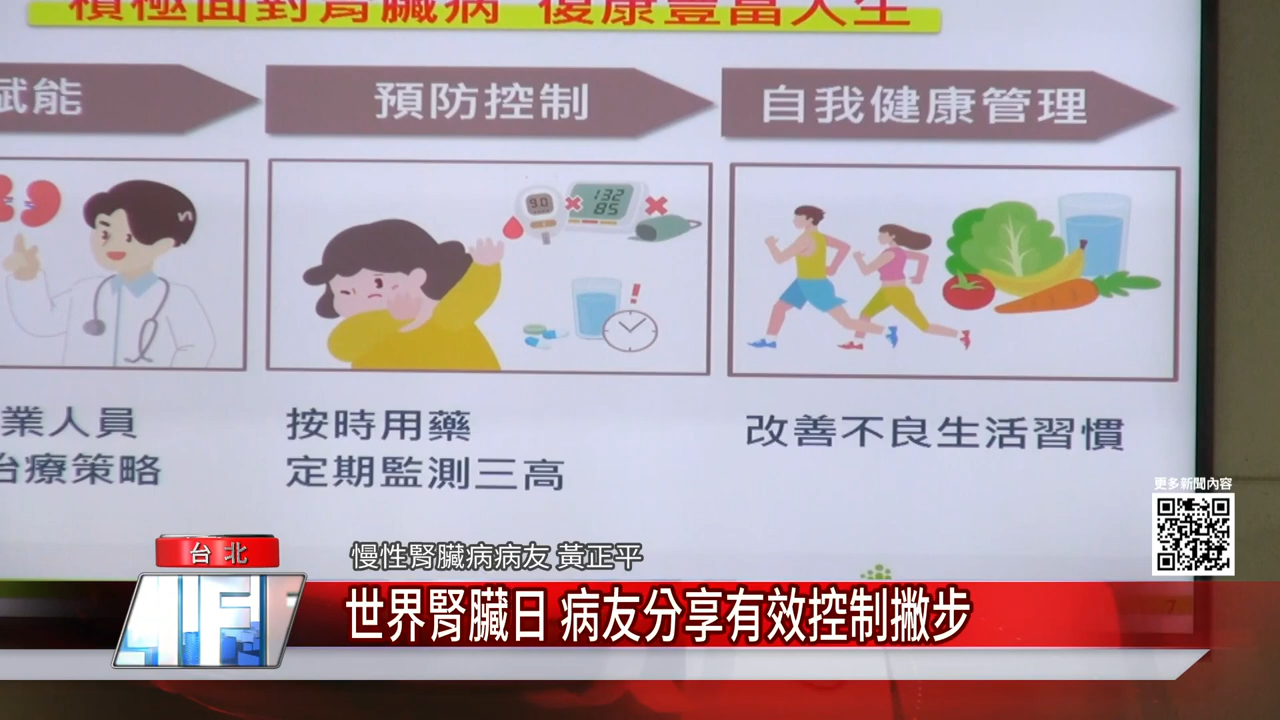 積極面對腎臟病 復康豐富人生
賦能
預防控制
自我健康管理
9.0
132
85
業人員
治療策略
按時用藥
定期監測三高
改善不良生活習慣
更多新聞內容
台北
慢性腎臟病病友 黃正平
世界腎臟日 病友分享有效控制撇步
7